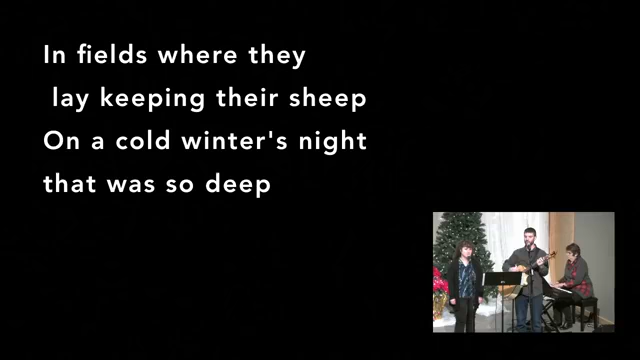 In fields where they
lay keeping their sheep
On a cold winter's night
that was so deep